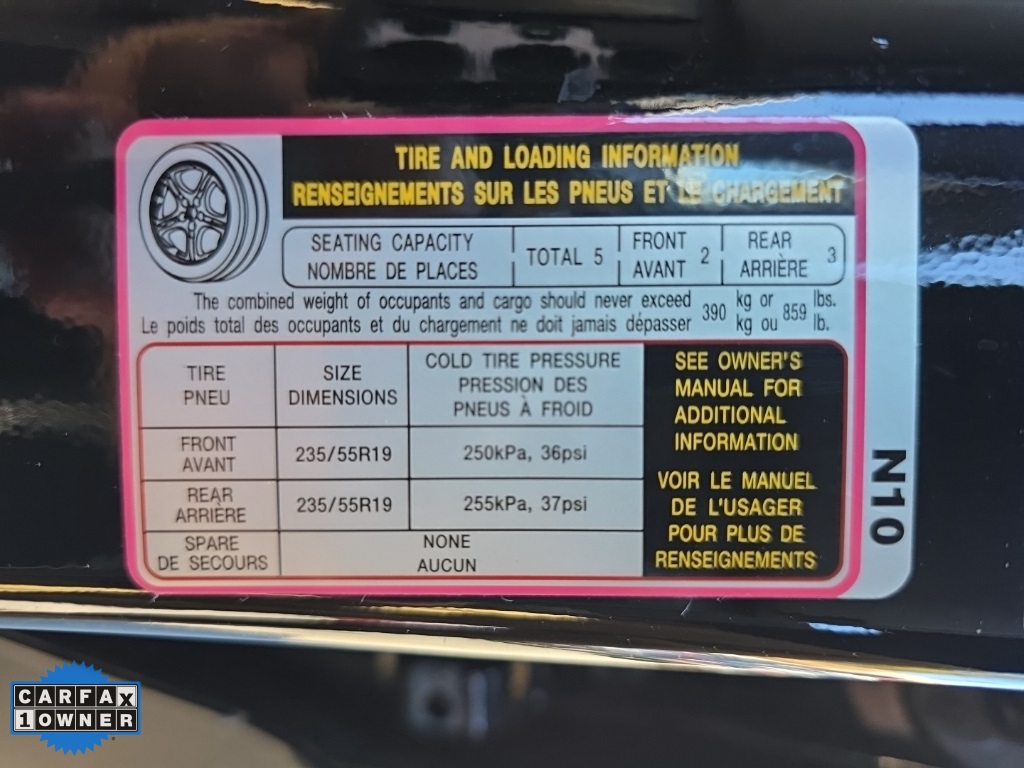 TIRE AND LOADING INFORMATION
RENSEIGNEMENTS SUR LES PNEUS ET LE CHARGEMENT
SEATING CAPACITY
NOMBRE DE PLACES
TOTAL 5
FRONT
AVANT
2
REAR
ARRIÈRE
3
The combined weight of occupants and cargo should never exceed
Le poids total des occupants et du chargement ne doit jamais dépasser
390
kg or
kg ou
859
lbs.
lb.
TIRE
PNEU
SIZE
DIMENSIONS
COLD TIRE PRESSURE
PRESSION DES
PNEUS À FROID
FRONT
AVANT
235/55R19
250kPa, 36psi
REAR
ARRIÈRE
235/55R19
255kPa, 37psi
SPARE
DE SECOURS
NONE
AUCUN
SEE OWNER'S
MANUAL FOR
ADDITIONAL
INFORMATION
VOIR LE MANUEL
DE L'USAGER
POUR PLUS DE
RENSEIGNEMENTS
N10
CARFAX
1 OWNER